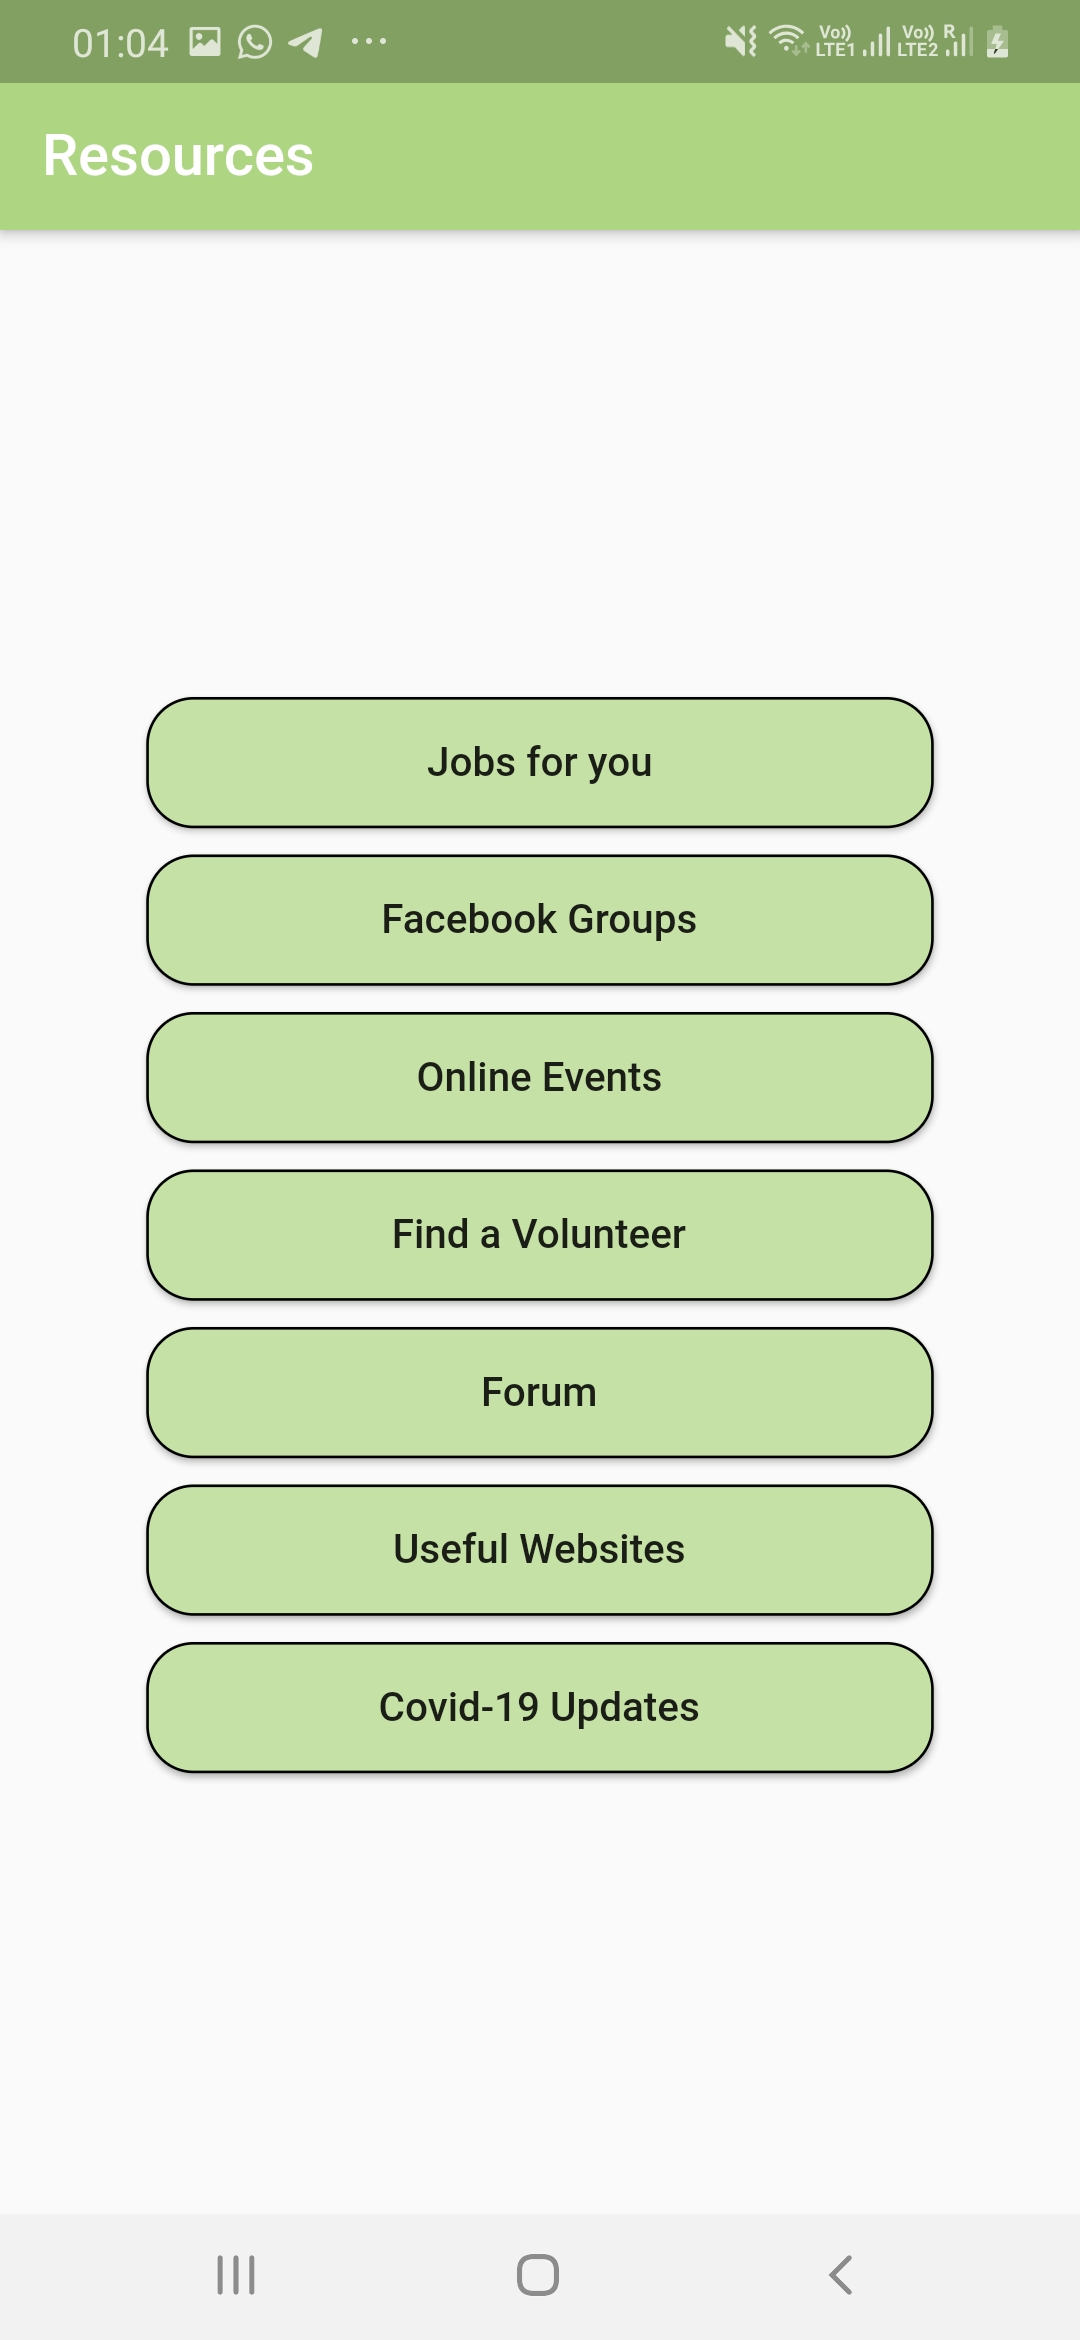 01:04
Vo)) LTE1
Vo)) LTE2
R
Resources
Jobs for you
Facebook Groups
Online Events
Find a Volunteer
Forum
Useful Websites
Covid-19 Updates